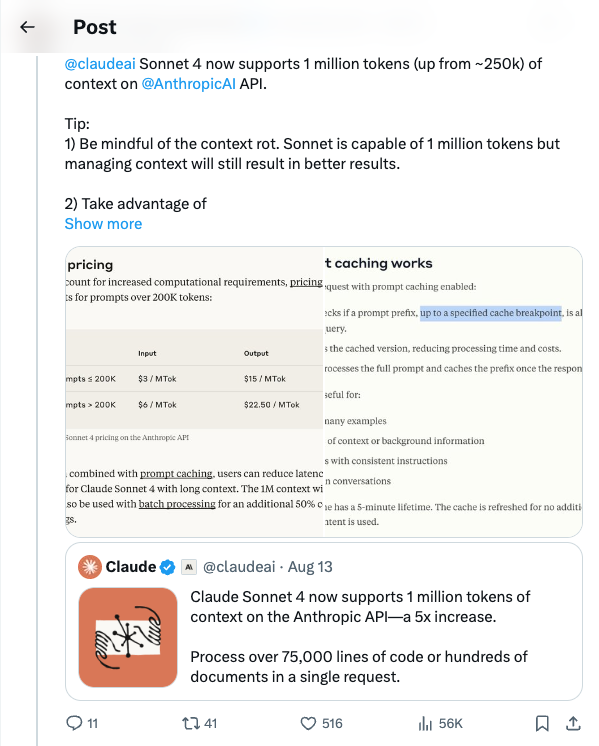 Post
@claudeai Sonnet 4 now supports 1 million tokens (up from ~250k) of
context on @AnthropicAI API.
Tip:
1) Be mindful of the context rot. Sonnet is capable of 1 million tokens but
managing context will still result in better results.
2) Take advantage of
Show more
pricing
count for increased computational requirements, pricing
ts for prompts over 200K tokens:
Input Output
mpts ≤ 200K $3 / MTok $15 / MTok
mpts > 200K $6 / MTok $22.50 / MTok
Sonnet 4 pricing on the Anthropic API
combined with prompt caching, users can reduce latenc
for Claude Sonnet 4 with long context. The 1M context wi
so be used with batch processing for an additional 50% c
gs.
t caching works
quest with prompt caching enabled:
cks if a prompt prefix, up to a specified cache breakpoint, is al
uery.
s the cached version, reducing processing time and costs.
rocesses the full prompt and caches the prefix once the respon
seful for:
many examples
of context or background information
s with consistent instructions
n conversations
he has a 5-minute lifetime. The cache is refreshed for no additi
ntent is used.
Claude @claudeai · Aug 13
Claude Sonnet 4 now supports 1 million tokens of
context on the Anthropic API—a 5x increase.
Process over 75,000 lines of code or hundreds of
documents in a single request.
11 41 516 56K